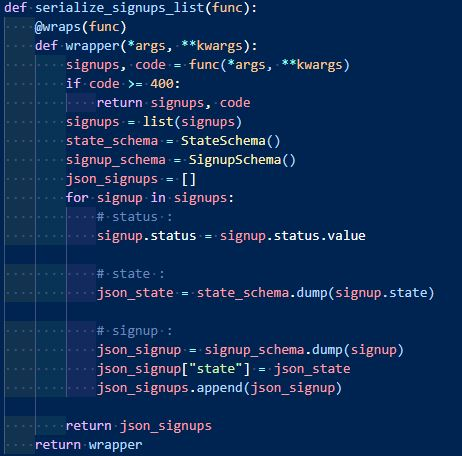 def serialize_signups_list(func):
    @wraps(func)
    def wrapper(*args, **kwargs):
        signups, code = func(*args, **kwargs)
        if code >= 400:
            return signups, code
        signups = list(signups)
        state_schema = StateSchema()
        signup_schema = SignupSchema()
        json_signups = []
        for signup in signups:
            # status :
            signup.status = signup.status.value

            # state :
            json_state = state_schema.dump(signup.state)

            # signup :
            json_signup = signup_schema.dump(signup)
            json_signup["state"] = json_state
            json_signups.append(json_signup)

        return json_signups
    return wrapper